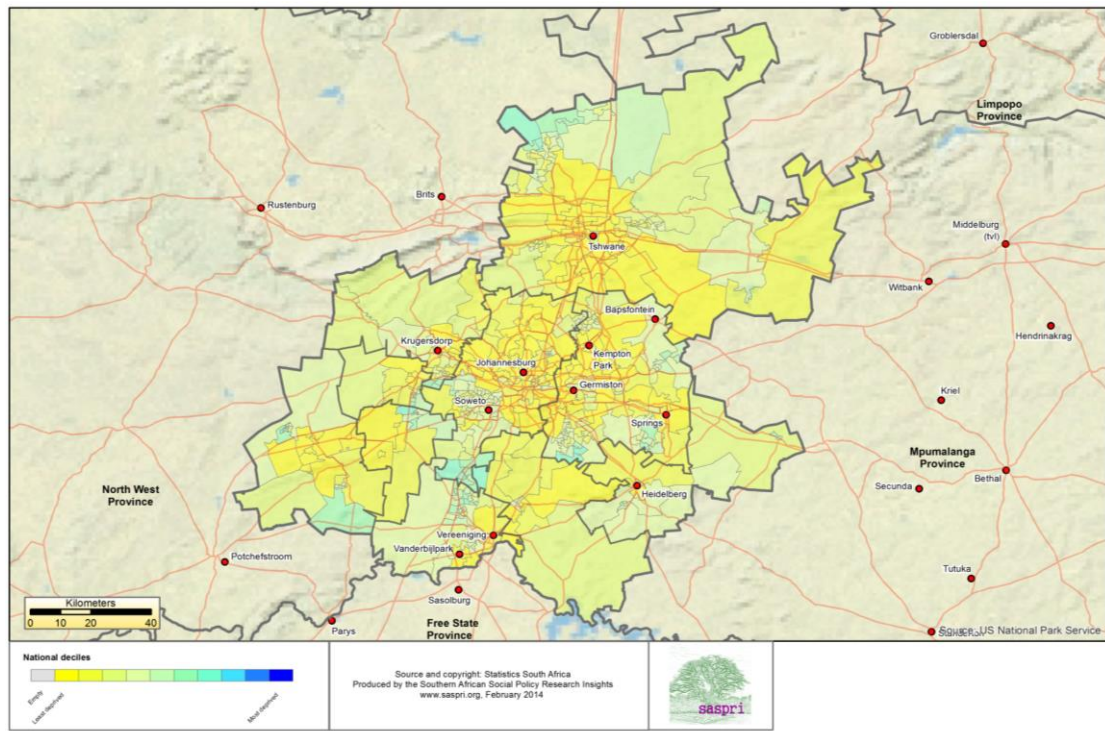 Groblersdal
Limpopo
Province
Brits
Rustenburg
Middelburg
(tvl)
Tshwane
Witbank
Bapsfontein
Hendrinakrag
Krugersdorp
Kempton
Park
Johannesburg
Germiston
Kriel
Soweto
Springs
Mpumalanga
Province
Bethal
Secunda
Heidelberg
North West
Province
Vereeniging
Vanderbijlpark
Potchefstroom
Tutuka
Sasolburg
Kilometers
0 10 20 40
Parys
Free State
Province
Source: US National Park Service
National deciles
Empty
Least deprived
Most deprived
Source and copyright: Statistics South Africa
Produced by the Southern African Social Policy Research Insights
www.saspri.org, February 2014
saspri